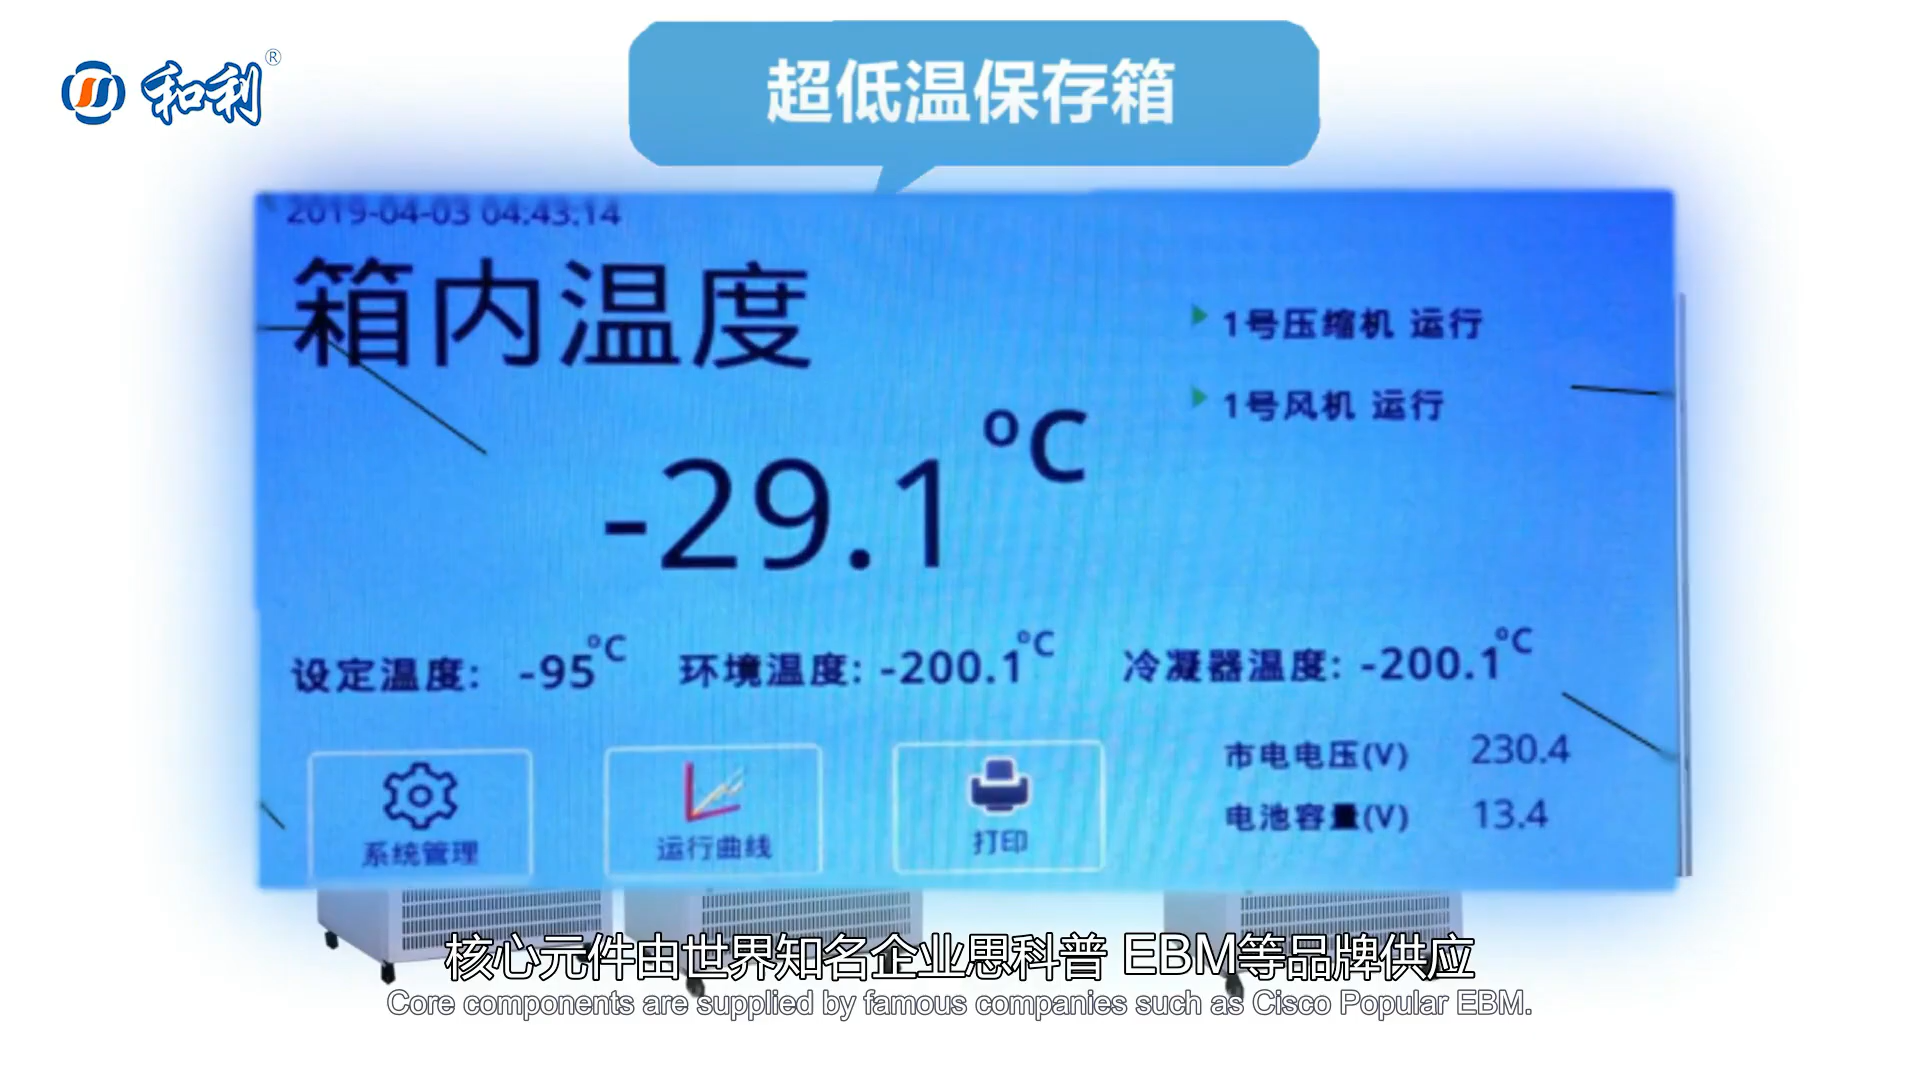 和利®
超低温保存箱
2019-04-03 04:43:14
箱内温度
1号压缩机 运行
1号风机 运行
-29.1 ℃
设定温度: -95℃ 环境温度: -200.1℃ 冷凝器温度: -200.1℃
市电电压(V) 230.4
电池容量(V) 13.4
系统管理 运行曲线 打印
核心元件由世界知名企业思科普 EBM等品牌供应
Core components are supplied by famous companies such as Cisco Popular EBM.